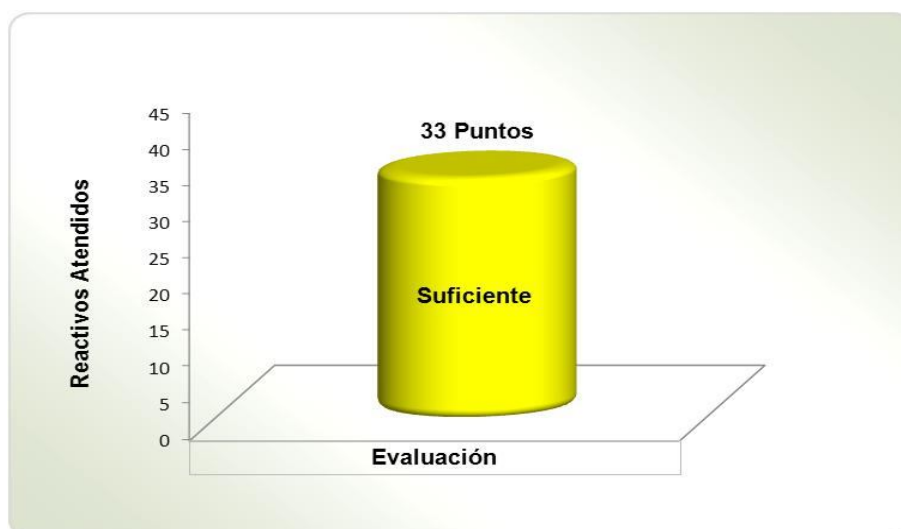 33 Puntos
45
40
35
30
25
20
15
10
5
0
Reactivos Atendidos
Suficiente
Evaluación